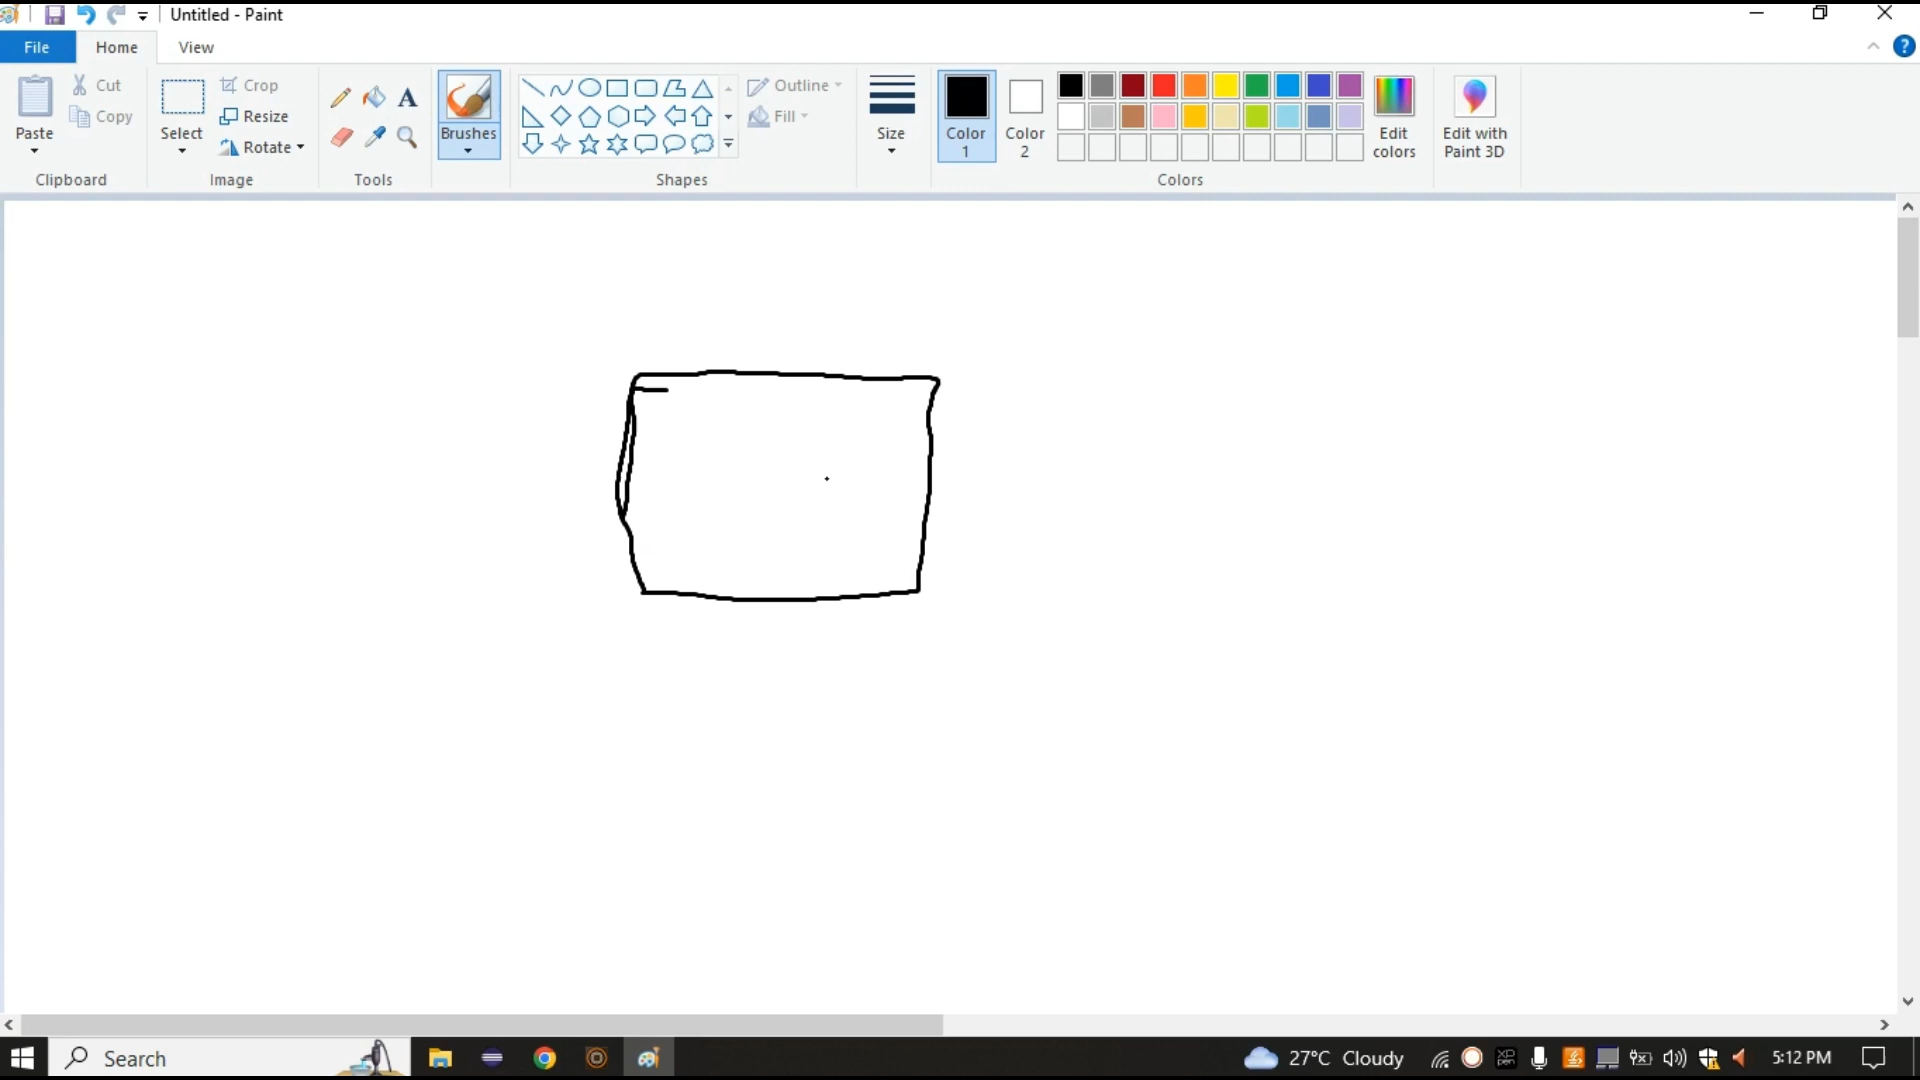 Untitled - Paint
File
Home
View
?
Paste
Cut
Copy
Clipboard
Select
Crop
Resize
Rotate
Image
A
Tools
Brushes
Outline
Fill
Shapes
Size
Color
1
Color
2
Edit
colors
Colors
Edit with
Paint 3D
Search
27°C Cloudy
5:12 PM